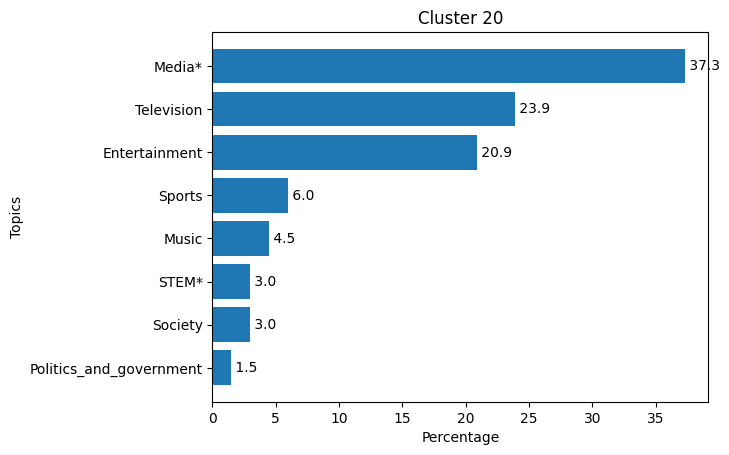 Cluster 20
Media* 37.3
Television 23.9
Entertainment 20.9
Sports 6.0
Music 4.5
STEM* 3.0
Society 3.0
Politics_and_government 1.5
Topics
0 5 10 15 20 25 30 35
Percentage